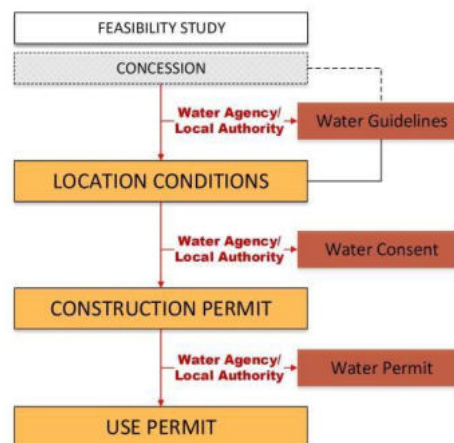 FEASIBILITY STUDY
CONCESSION
Water Agency/
Local Authority
Water Guidelines
LOCATION CONDITIONS
Water Agency/
Local Authority
Water Consent
CONSTRUCTION PERMIT
Water Agency/
Local Authority
Water Permit
USE PERMIT